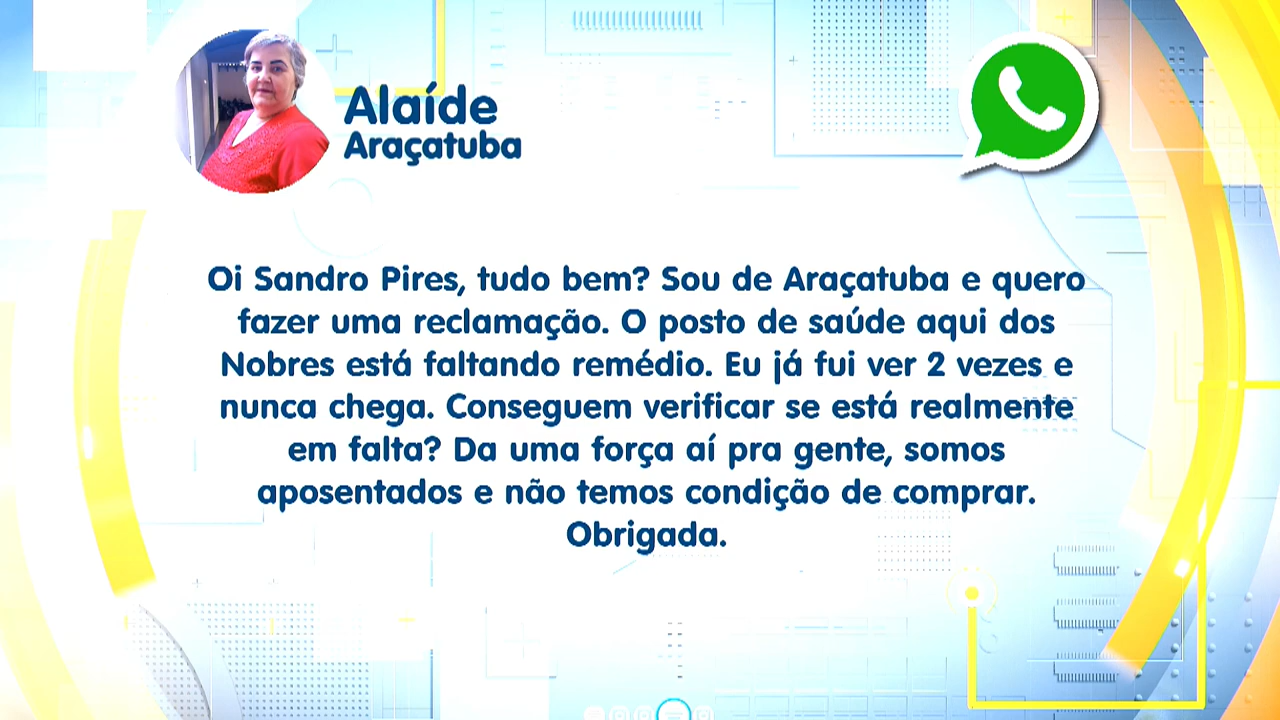 Alaíde
Araçatuba
Oi Sandro Pires, tudo bem? Sou de Araçatuba e quero
fazer uma reclamação. O posto de saúde aqui dos
Nobres está faltando remédio. Eu já fui ver 2 vezes e
nunca chega. Conseguem verificar se está realmente
em falta? Da uma força aí pra gente, somos
aposentados e não temos condição de comprar.
Obrigada.